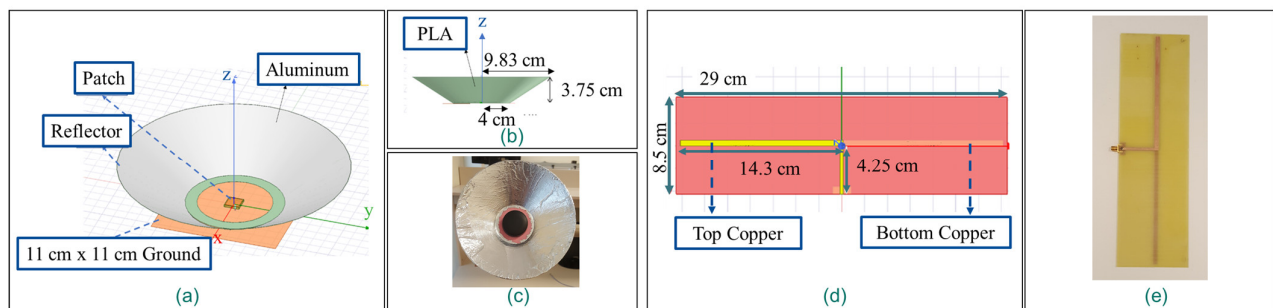 Patch
z
Aluminum
Reflector
y
x
11 cm x 11 cm Ground
(a)
z
PLA
9.83 cm
3.75 cm
4 cm
(b)
(c)
29 cm
8.5 cm
14.3 cm
4.25 cm
Top Copper
Bottom Copper
(d)
(e)